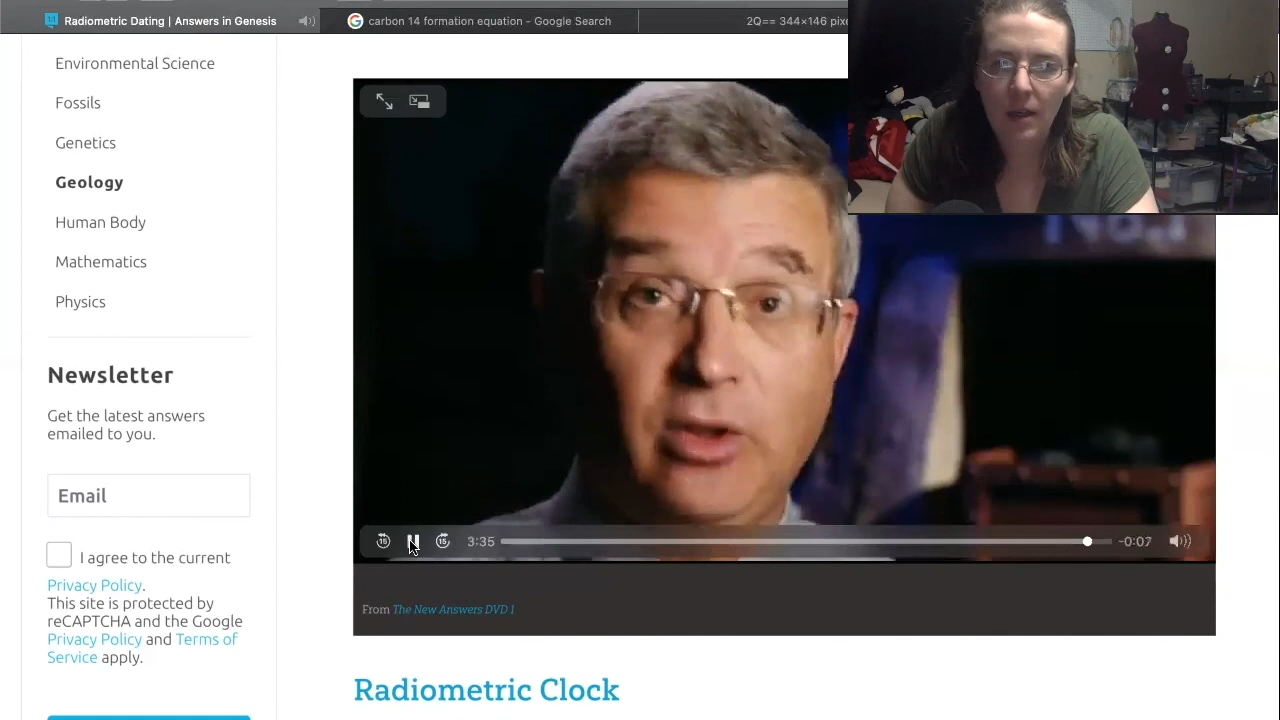 Radiometric Dating | Answers in Genesis
carbon 14 formation equation - Google Search
2Q== 344×146 pixe
Environmental Science
Fossils
Genetics
Geology
Human Body
Mathematics
Physics
Newsletter
Get the latest answers
emailed to you.
Email
I agree to the current
Privacy Policy.
This site is protected by
reCAPTCHA and the Google
Privacy Policy and Terms of
Service apply.
15
15
3:35
-0:07
From The New Answers DVD 1
Radiometric Clock